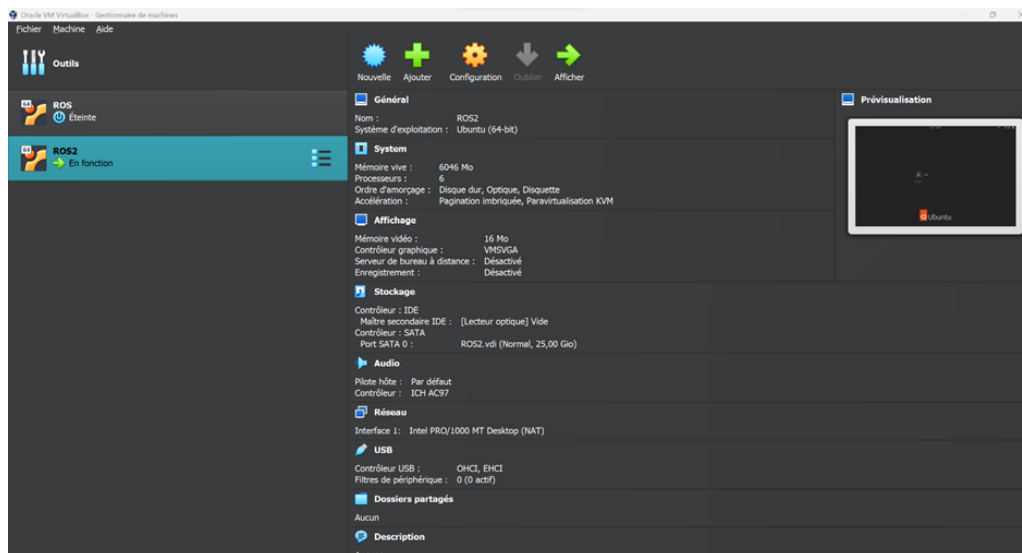 Oracle VM VirtualBox - Gestionnaire de machines
Fichier Machine Aide
Outils
Nouvelle Ajouter Configuration Oublier Afficher
64
ROS
Éteinte
64
ROS2
En fonction
Général
Nom : ROS2
Système d'exploitation : Ubuntu (64-bit)
System
Mémoire vive : 6046 Mo
Processeurs : 6
Ordre d'amorçage : Disque dur, Optique, Disquette
Accélération : Pagination imbriquée, Paravirtualisation KVM
Affichage
Mémoire vidéo : 16 Mo
Contrôleur graphique : VMSVGA
Serveur de bureau à distance : Désactivé
Enregistrement : Désactivé
Stockage
Contrôleur : IDE
Maître secondaire IDE : [Lecteur optique] Vide
Contrôleur : SATA
Port SATA 0 : ROS2.vdi (Normal, 25,00 Gio)
Audio
Pilote hôte : Par défaut
Contrôleur : ICH AC97
Réseau
Interface 1: Intel PRO/1000 MT Desktop (NAT)
USB
Contrôleur USB : OHCI, EHCI
Filtres de périphérique : 0 (0 actif)
Dossiers partagés
Aucun
Description
Prévisualisation
Ubuntu